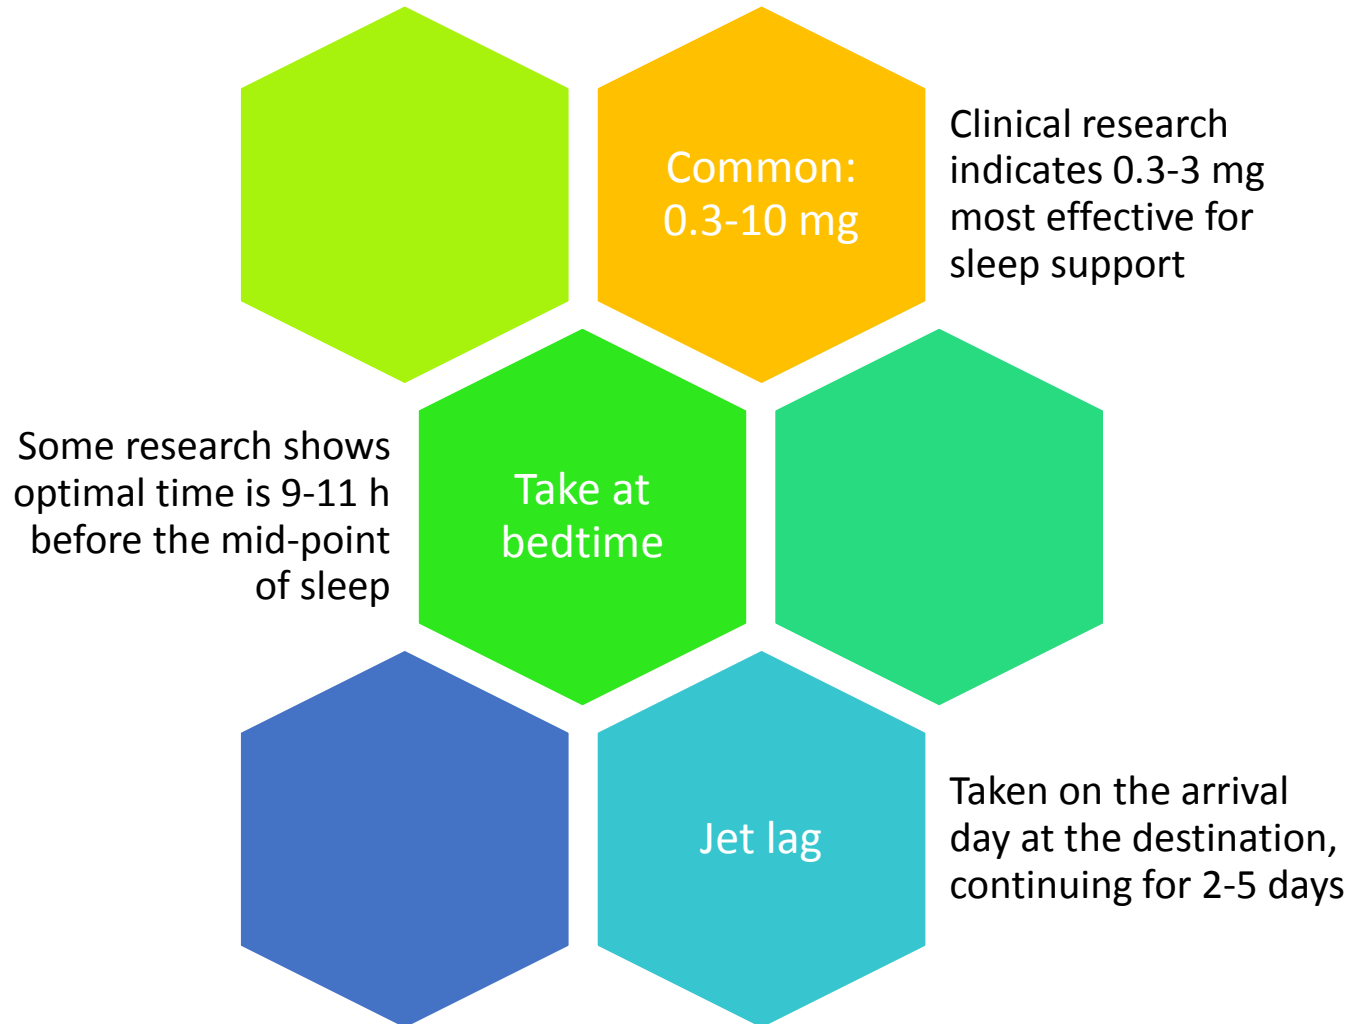 Common:
0.3-10 mg
Clinical research
indicates 0.3-3 mg
most effective for
sleep support
Some research shows
optimal time is 9-11 h
before the mid-point
of sleep
Take at
bedtime
Jet lag
Taken on the arrival
day at the destination,
continuing for 2-5 days